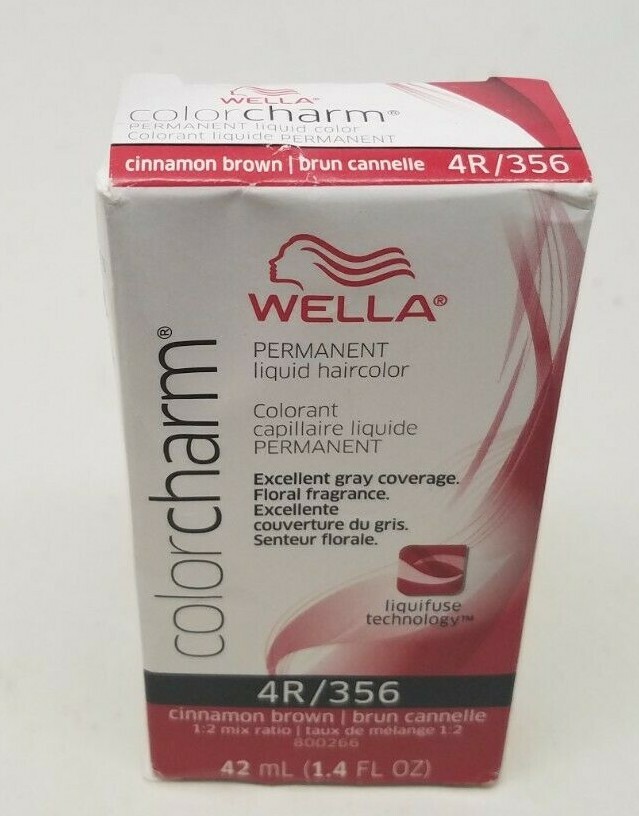 WELLA®
colorcharm®
PERMANENT liquid color
Colorant liquide PERMANENT
cinnamon brown | brun cannelle 4R/356
WELLA®
PERMANENT
liquid haircolor
Colorant
capillaire liquide
PERMANENT
Excellent gray coverage.
Floral fragrance.
Excellente
couverture du gris.
Senteur florale.
colorcharm®
liquifuse
technology™
4R/356
cinnamon brown | brun cannelle
1:2 mix ratio | taux de mélange 1:2
800266
42 mL (1.4 FL OZ)